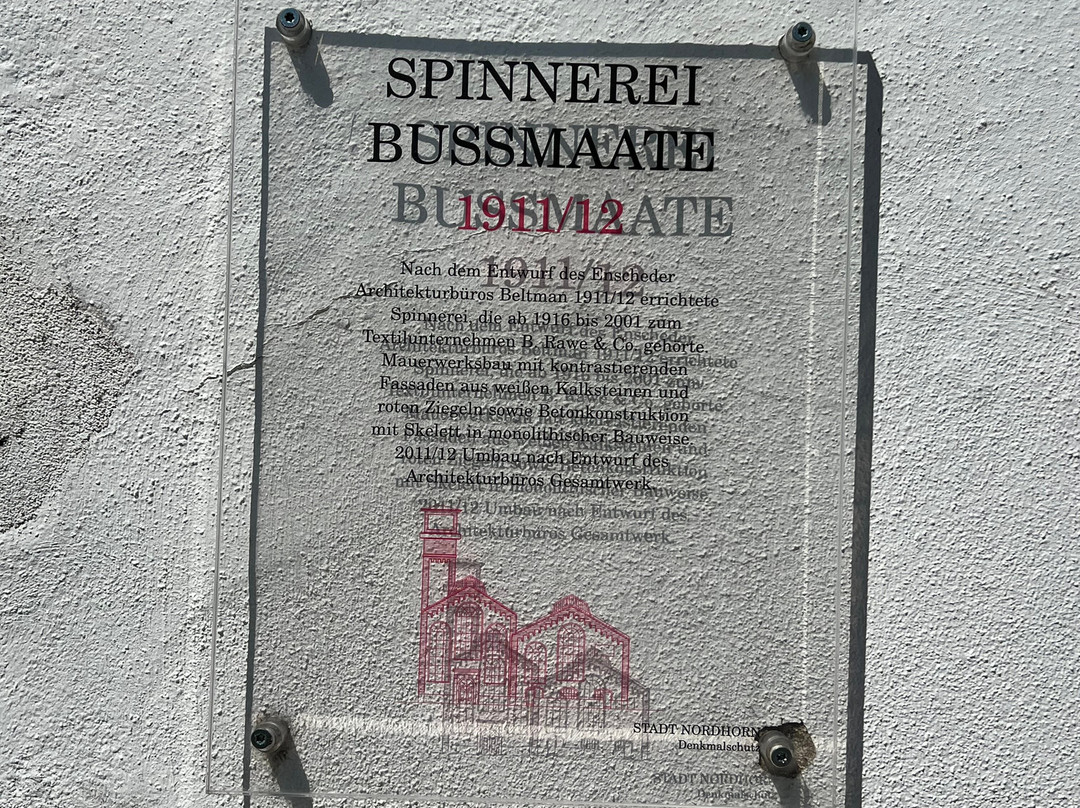 SPINNEREI
BUSSMAATE
1911/12
Nach dem Entwurf des Enscheder
Architekturbüros Beltman 1911/12 errichtete
Spinnerei, die ab 1916 bis 2001 zum
Textilunternehmen B. Rawe & Co. gehörte.
Mauerwerksbau mit kontrastierenden
Fassaden aus weißen Kalksteinen und
roten Ziegeln sowie Betonkonstruktion
mit Skelett in monolithischer Bauweise.
2011/12 Umbau nach Entwurf des
Architekturbüros Gesamtwerk.
STADT NORDHORN
Denkmalschutz